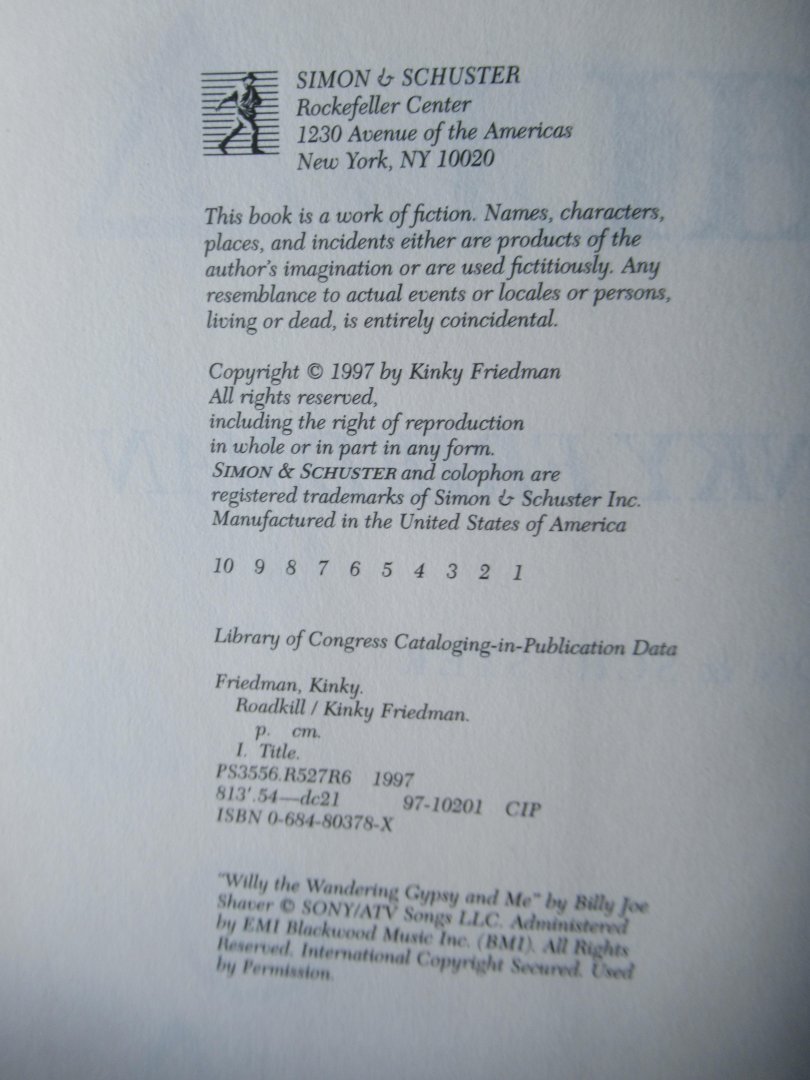 SIMON & SCHUSTER
Rockefeller Center
1230 Avenue of the Americas
New York, NY 10020
This book is a work of fiction. Names, characters,
places, and incidents either are products of the
author's imagination or are used fictitiously. Any
resemblance to actual events or locales or persons,
living or dead, is entirely coincidental.
Copyright © 1997 by Kinky Friedman
All rights reserved,
including the right of reproduction
in whole or in part in any form.
SIMON & SCHUSTER and colophon are
registered trademarks of Simon & Schuster Inc.
Manufactured in the United States of America
10 9 8 7 6 5 4 3 2 1
Library of Congress Cataloging-in-Publication Data
Friedman, Kinky.
Roadkill / Kinky Friedman.
p. cm.
I. Title.
PS3556.R527R6 1997
813'.54—dc21 97-10201 CIP
ISBN 0-684-80378-X
"Willy the Wandering Gypsy and Me" by Billy Joe
Shaver © SONY/ATV Songs LLC. Administered
by EMI Blackwood Music Inc. (BMI). All Rights
Reserved. International Copyright Secured. Used
by Permission.